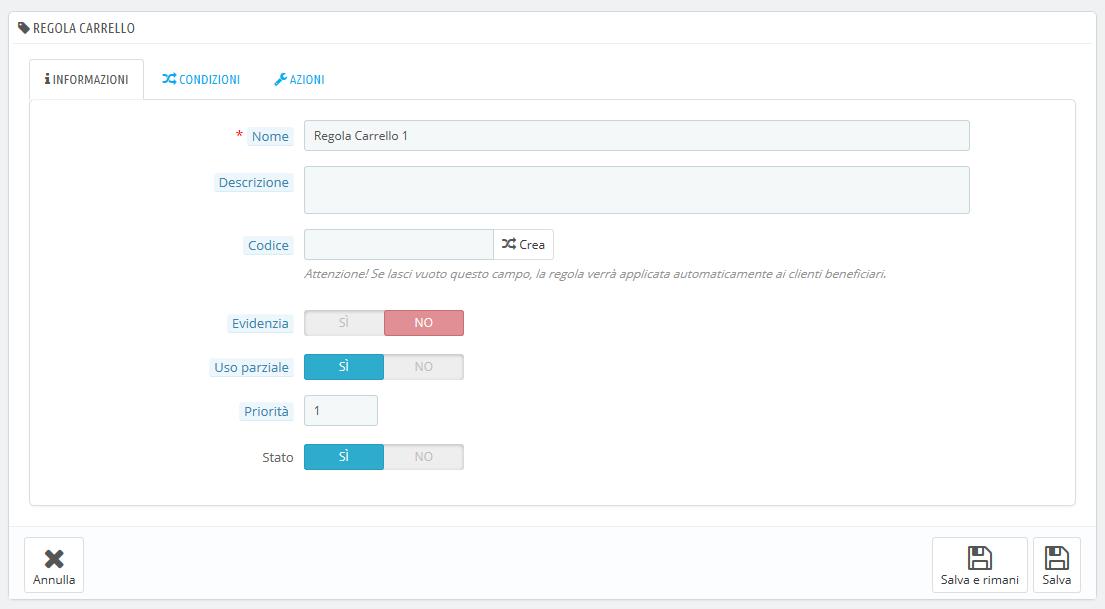 REGOLA CARRELLO
INFORMAZIONI CONDIZIONI AZIONI
* Nome Regola Carrello 1
Descrizione
Codice Crea
Attenzione! Se lasci vuoto questo campo, la regola verrà applicata automaticamente ai clienti beneficiari.
Evidenzia SÌ NO
Uso parziale SÌ NO
Priorità 1
Stato SÌ NO
Annulla Salva e rimani Salva